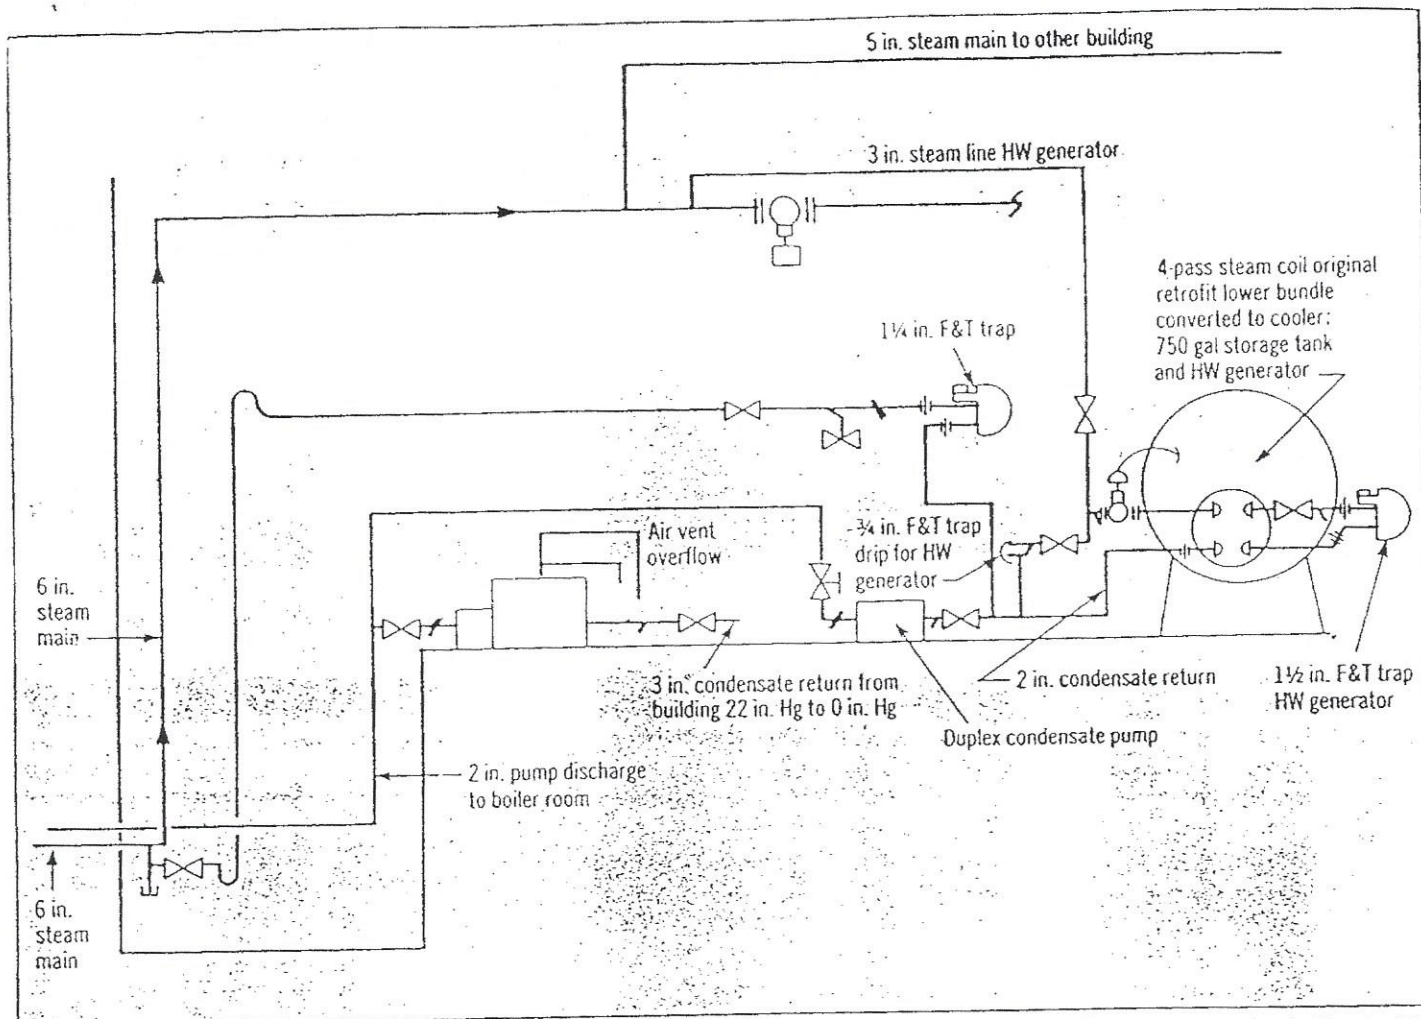 5 in. steam main to other building
3 in. steam line HW generator
4-pass steam coil original
retrofit lower bundle
converted to cooler:
750 gal storage tank
and HW generator
1¼ in. F&T trap
Air vent
overflow
¾ in. F&T trap
drip for HW
generator
6 in.
steam
main
3 in. condensate return from
building 22 in. Hg to 0 in. Hg
2 in. condensate return
1½ in. F&T trap
HW generator
Duplex condensate pump
2 in. pump discharge
to boiler room
6 in.
steam
main